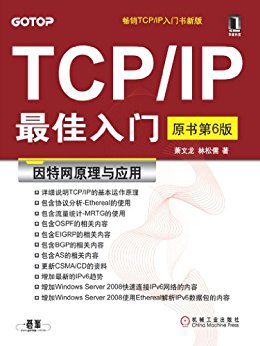 GOTOP
畅销TCP/IP入门书新版
TCP/IP
最佳入门
原书第6版
萧文龙 林松儒 著
因特网原理与应用
详细说明TCP/IP的基本运作原理
包含协议分析-Ethereal的使用
包含流量统计-MRTG的使用
包含OSPF的相关内容
包含EIGRP的相关内容
包含BGP的相关内容
包含AS的相关内容
更新CSMA/CD的资料
增加最新的IPv6趋势
增加Windows Server 2008快速连接IPv6网络的内容
增加Windows Server 2008使用Ethereal解析IPv6数据包的内容
机械工业出版社
China Machine Press